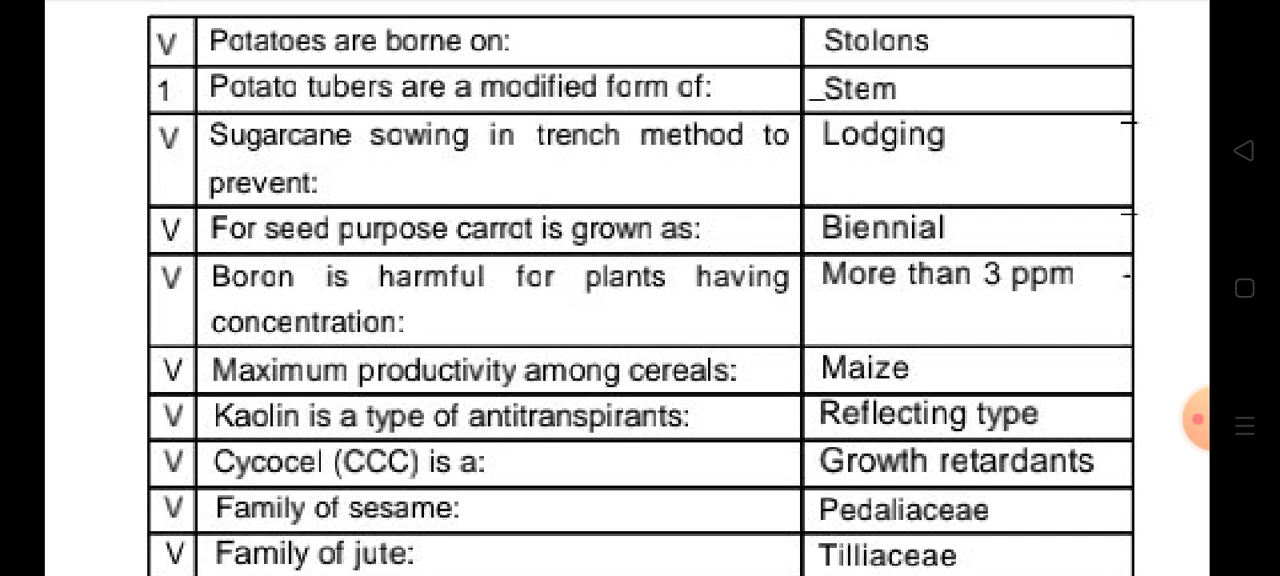 V Potatoes are borne on: Stolons
1 Potato tubers are a modified form of: _Stem
V Sugarcane sowing in trench method to Lodging
prevent:
V For seed purpose carrot is grown as: Biennial
V Boron is harmful for plants having More than 3 ppm
concentration:
V Maximum productivity among cereals: Maize
V Kaolin is a type of antitranspirants: Reflecting type
V Cycocel (CCC) is a: Growth retardants
V Family of sesame: Pedaliaceae
V Family of jute: Tilliaceae